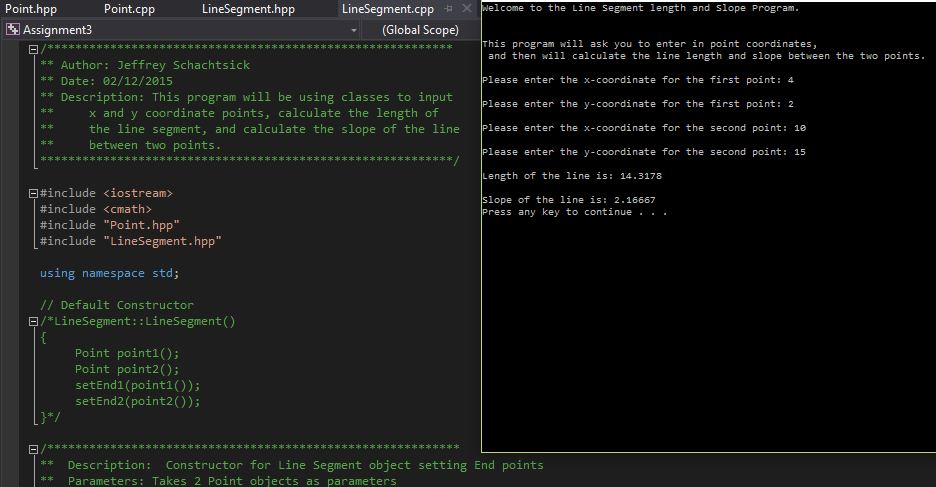 Point.hpp Point.cpp LineSegment.hpp LineSegment.cpp
Assignment3 (Global Scope)
/**********************************************************
** Author: Jeffrey Schachtsick
** Date: 02/12/2015
** Description: This program will be using classes to input
** x and y coordinate points, calculate the length of
** the line segment, and calculate the slope of the line
** between two points.
***********************************************************/
#include <iostream>
#include <cmath>
#include "Point.hpp"
#include "LineSegment.hpp"
using namespace std;
// Default Constructor
/*LineSegment::LineSegment()
{
Point point1();
Point point2();
setEnd1(point1());
setEnd2(point2());
}*/
/***********************************************************
** Description: Constructor for Line Segment object setting End points
** Parameters: Takes 2 Point objects as parameters
Welcome to the Line Segment length and Slope Program.
This program will ask you to enter in point coordinates,
and then will calculate the line length and slope between the two points.
Please enter the x-coordinate for the first point: 4
Please enter the y-coordinate for the first point: 2
Please enter the x-coordinate for the second point: 10
Please enter the y-coordinate for the second point: 15
Length of the line is: 14.3178
Slope of the line is: 2.16667
Press any key to continue . . .